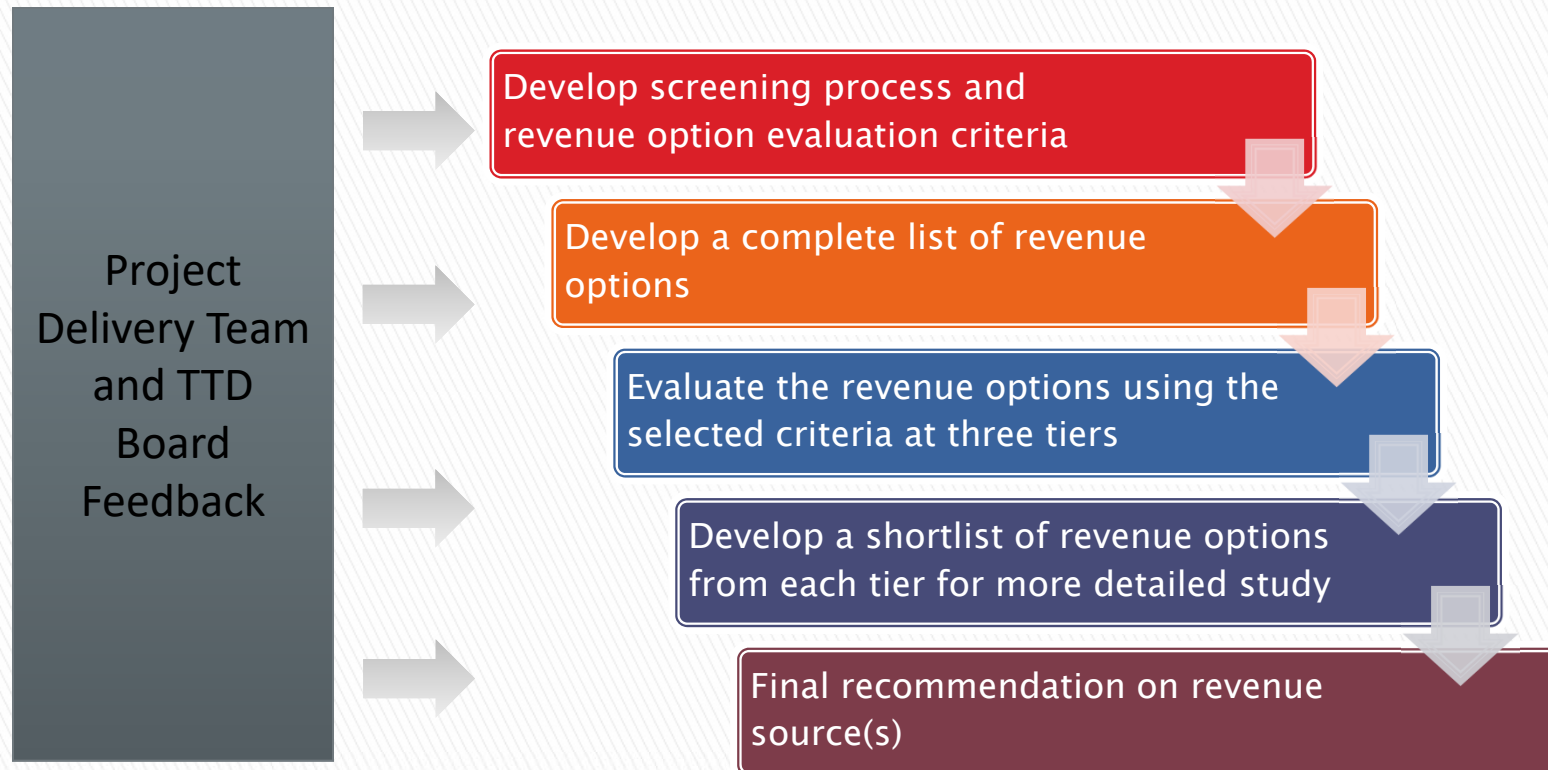 Project
Delivery Team
and TTD
Board
Feedback
Develop screening process and
revenue option evaluation criteria
Develop a complete list of revenue
options
Evaluate the revenue options using the
selected criteria at three tiers
Develop a shortlist of revenue options
from each tier for more detailed study
Final recommendation on revenue
source(s)